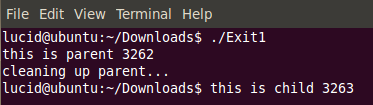 File Edit View Terminal Help
lucid@ubuntu:~/Downloads$ ./Exit1
this is parent 3262
cleaning up parent...
lucid@ubuntu:~/Downloads$ this is child 3263